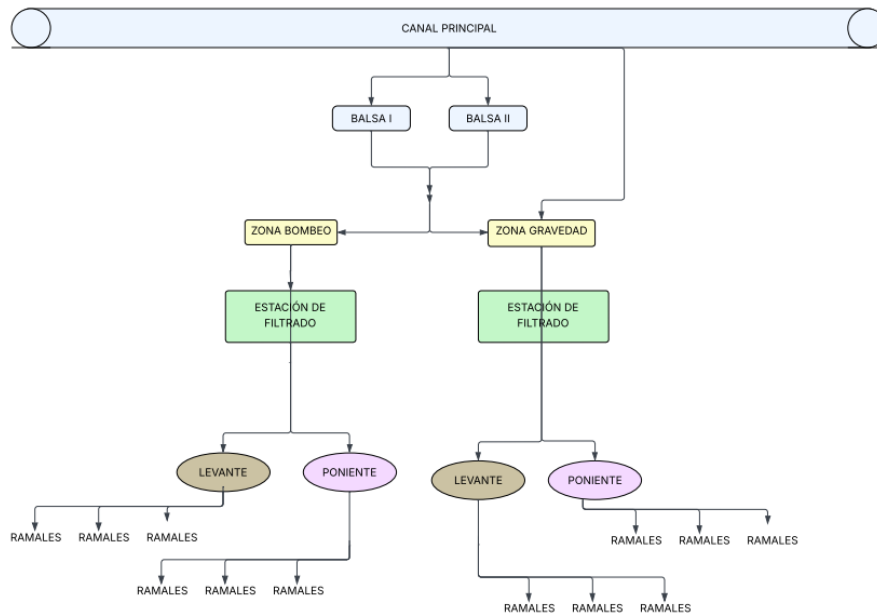 CANAL PRINCIPAL
BALSA I
BALSA II
ZONA BOMBEO
ZONA GRAVEDAD
ESTACIÓN DE
FILTRADO
ESTACIÓN DE
FILTRADO
LEVANTE
PONIENTE
LEVANTE
PONIENTE
RAMALES
RAMALES
RAMALES
RAMALES
RAMALES
RAMALES
RAMALES
RAMALES
RAMALES
RAMALES
RAMALES
RAMALES